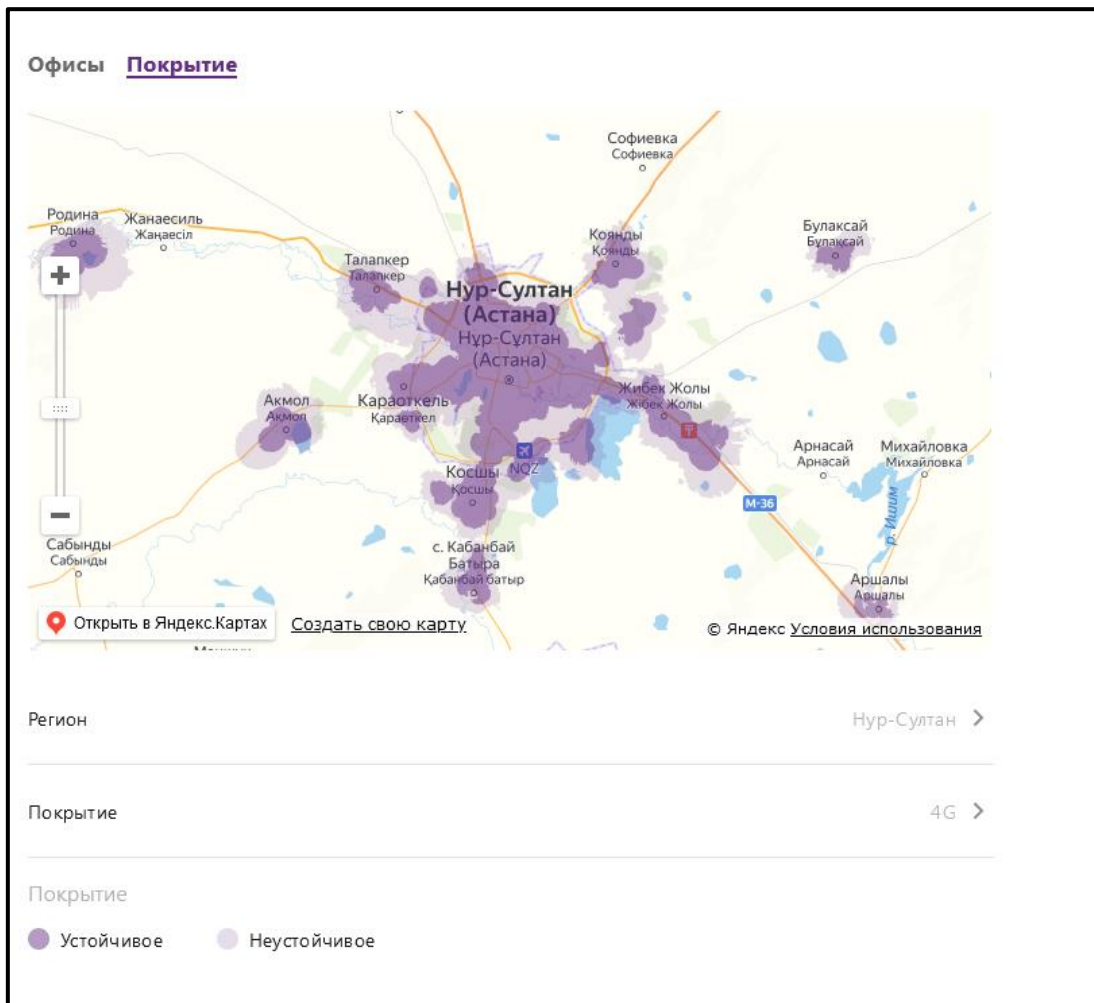 Офисы Покрытие
Софиевка
Софиевка
Родина
Родина
Жанаесиль
Жаңаесіл
Коянды
Қоянды
Булаксай
Бұлақсай
Талапкер
Талапкер
Нур-Султан
(Астана)
Нұр-Сұлтан
(Астана)
Жибек Жолы
Жібек Жолы
Акмол
Ақмол
Караоткель
Қараөткел
Арнасай
Арнасай
Михайловка
Михайловка
NQZ
Косшы
Қосшы
М-36
р. Ишим
Сабынды
Сабынды
с. Кабанбай
Батыра
Қабанбай батыр
Аршалы
Аршалы
Открыть в Яндекс.Картах
Создать свою карту
© Яндекс Условия использования
Регион
Нур-Султан
Покрытие
4G
Покрытие
Устойчивое
Неустойчивое